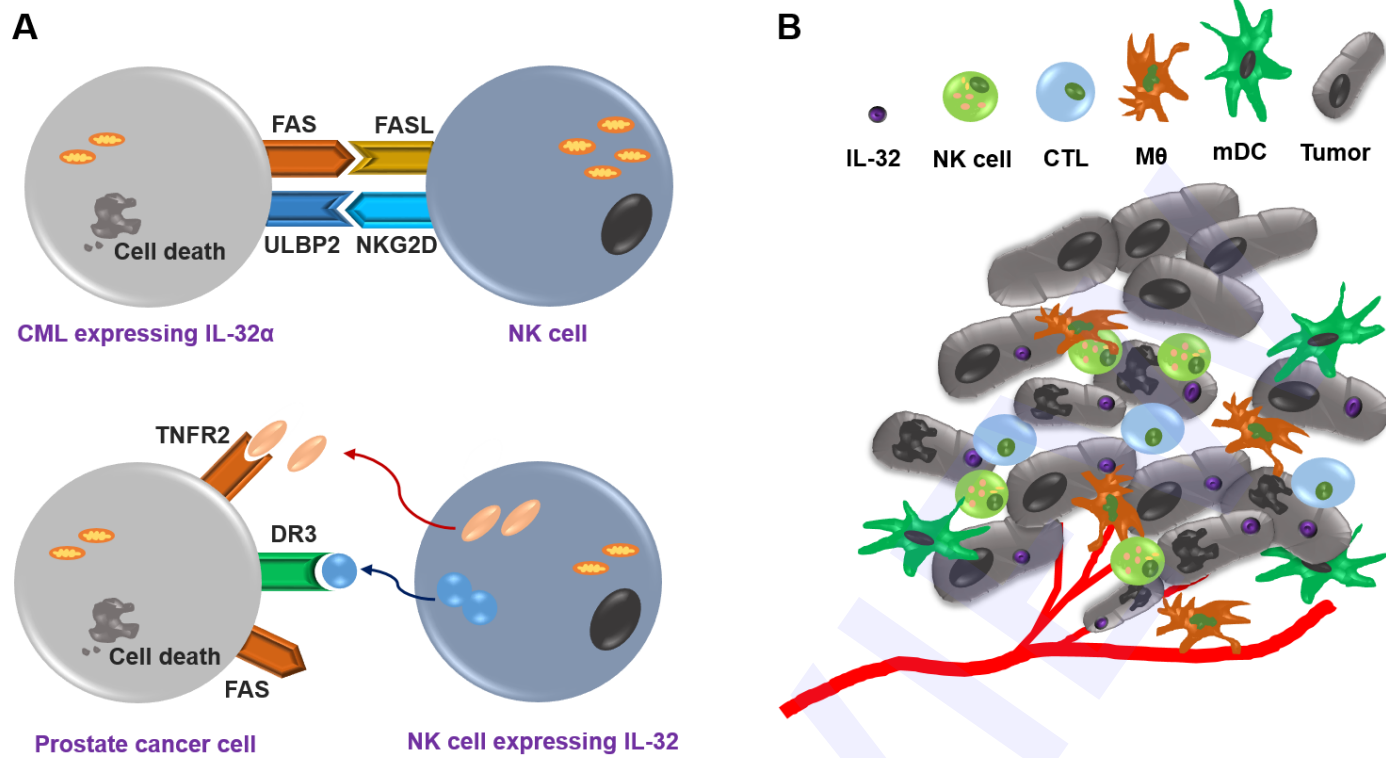 A
FAS FASL
ULBP2 NKG2D
Cell death
CML expressing IL-32α NK cell
TNFR2
DR3
Cell death
FAS
Prostate cancer cell NK cell expressing IL-32
B
IL-32 NK cell CTL Mθ mDC Tumor